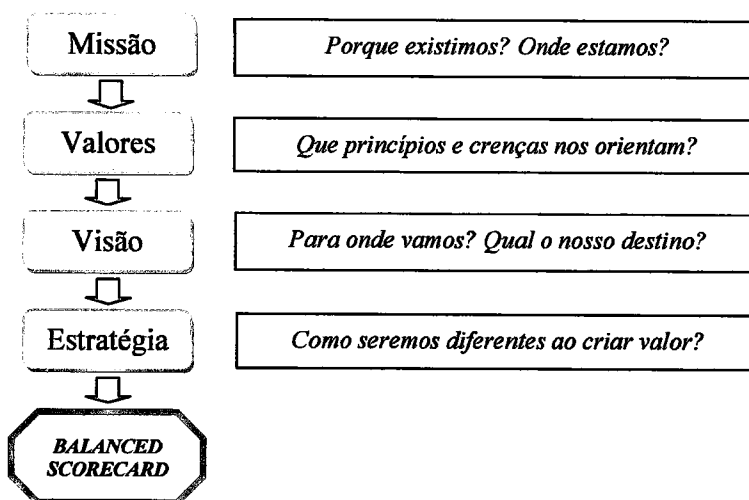 Missão
Porque existimos? Onde estamos?
Valores
Que princípios e crenças nos orientam?
Visão
Para onde vamos? Qual o nosso destino?
Estratégia
Como seremos diferentes ao criar valor?
BALANCED
SCORECARD